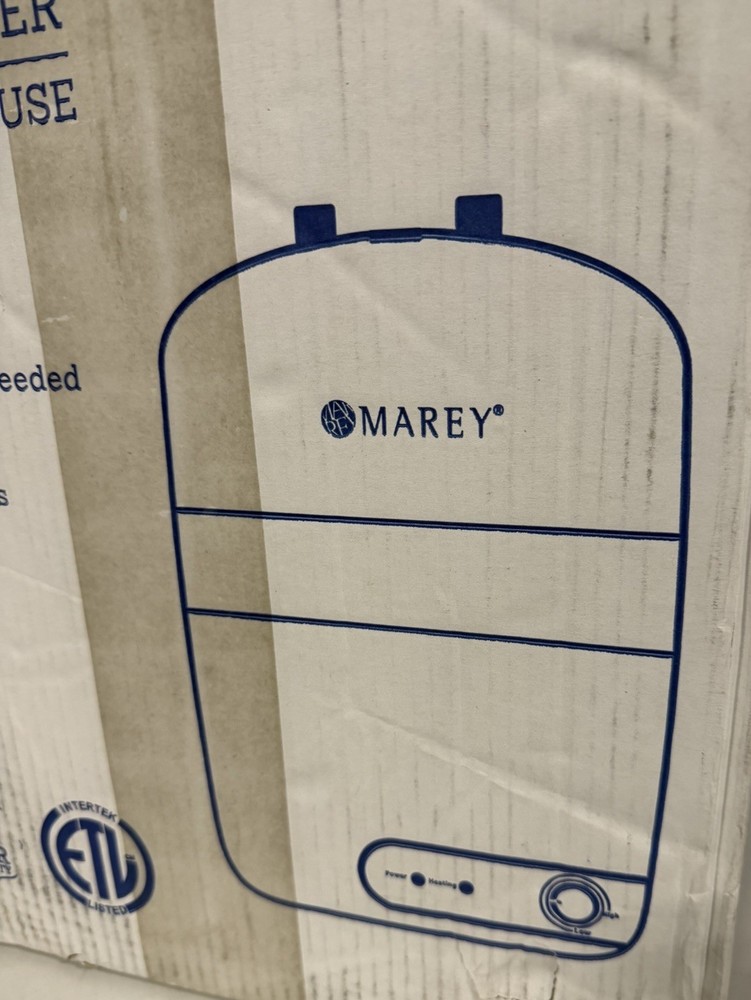 ER
USE
eeded
s
MAREY®
INTERTEK
ETL
LISTED
Power
Heating
High
Low